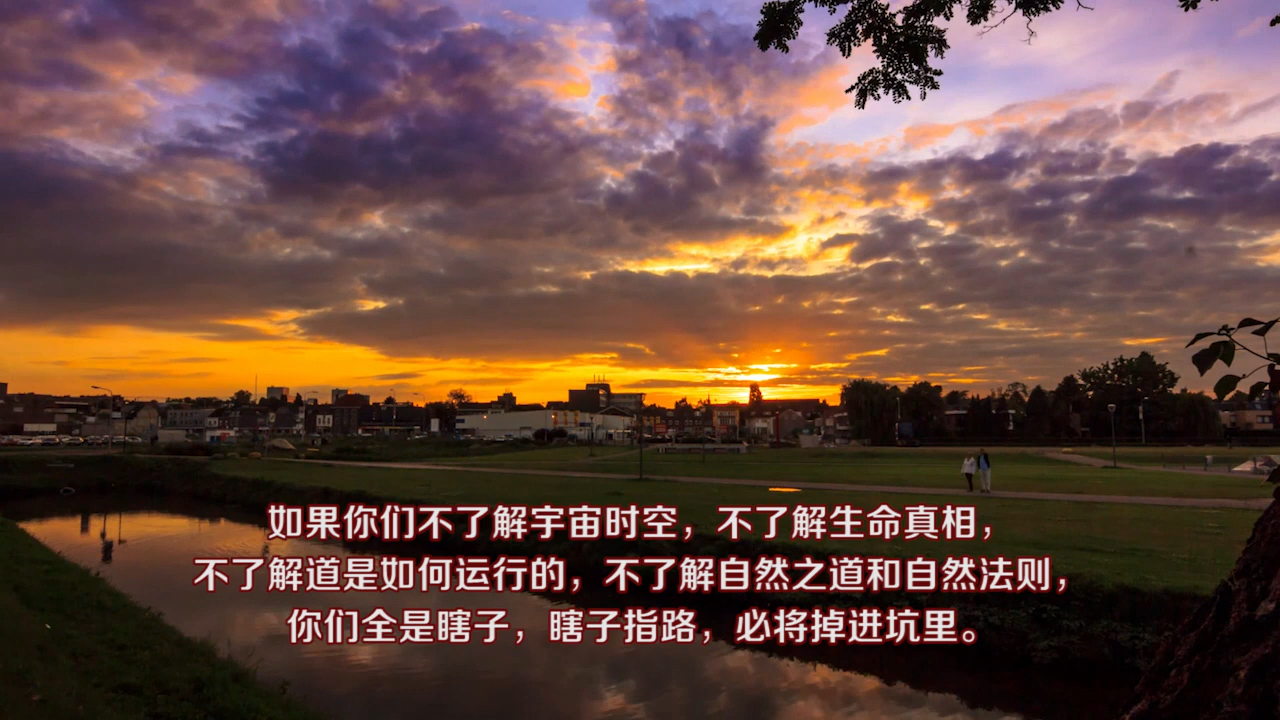 如果你们不了解宇宙时空，不了解生命真相，
不了解道是如何运行的，不了解自然之道和自然法则，
你们全是瞎子，瞎子指路，必将掉进坑里。